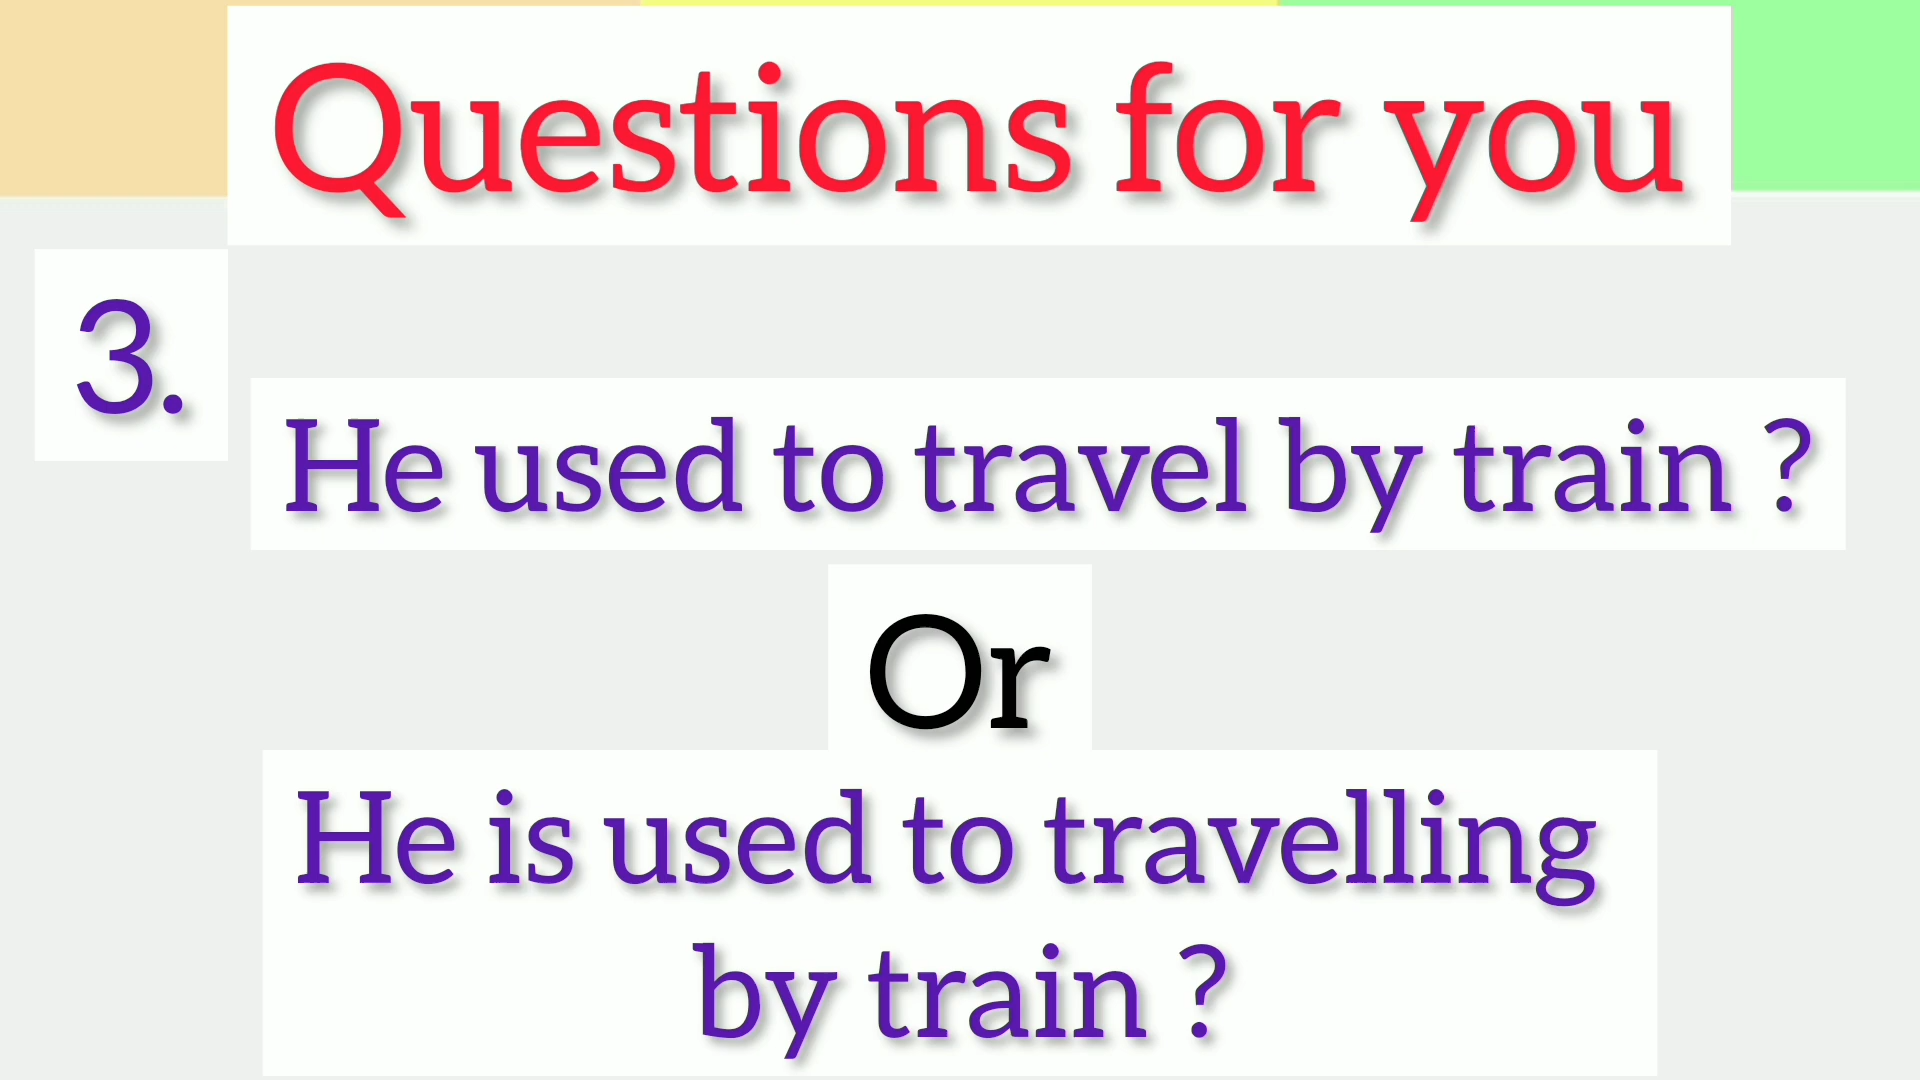 Questions for you
3.
He used to travel by train ?
Or
He is used to travelling
by train ?